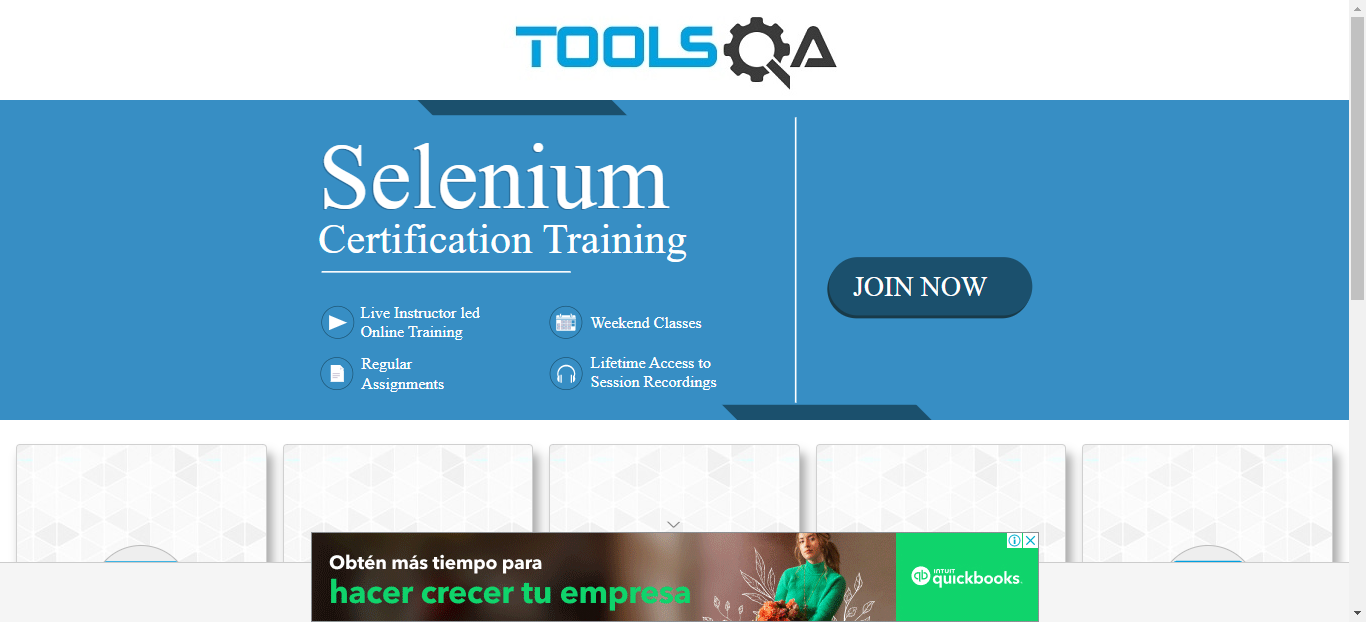 TOOLSQA
Selenium
Certification Training
JOIN NOW
Live Instructor led
Online Training
Weekend Classes
Regular
Assignments
Lifetime Access to
Session Recordings
Obtén más tiempo para
hacer crecer tu empresa
qb INTUIT
quickbooks.